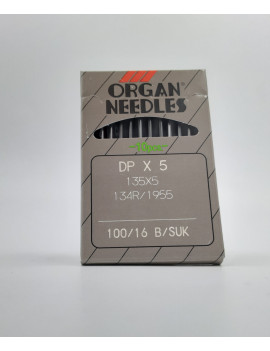 ORGAN
NEEDLES
DP X 5
135X5
134R/1955
100/16 B/SUK